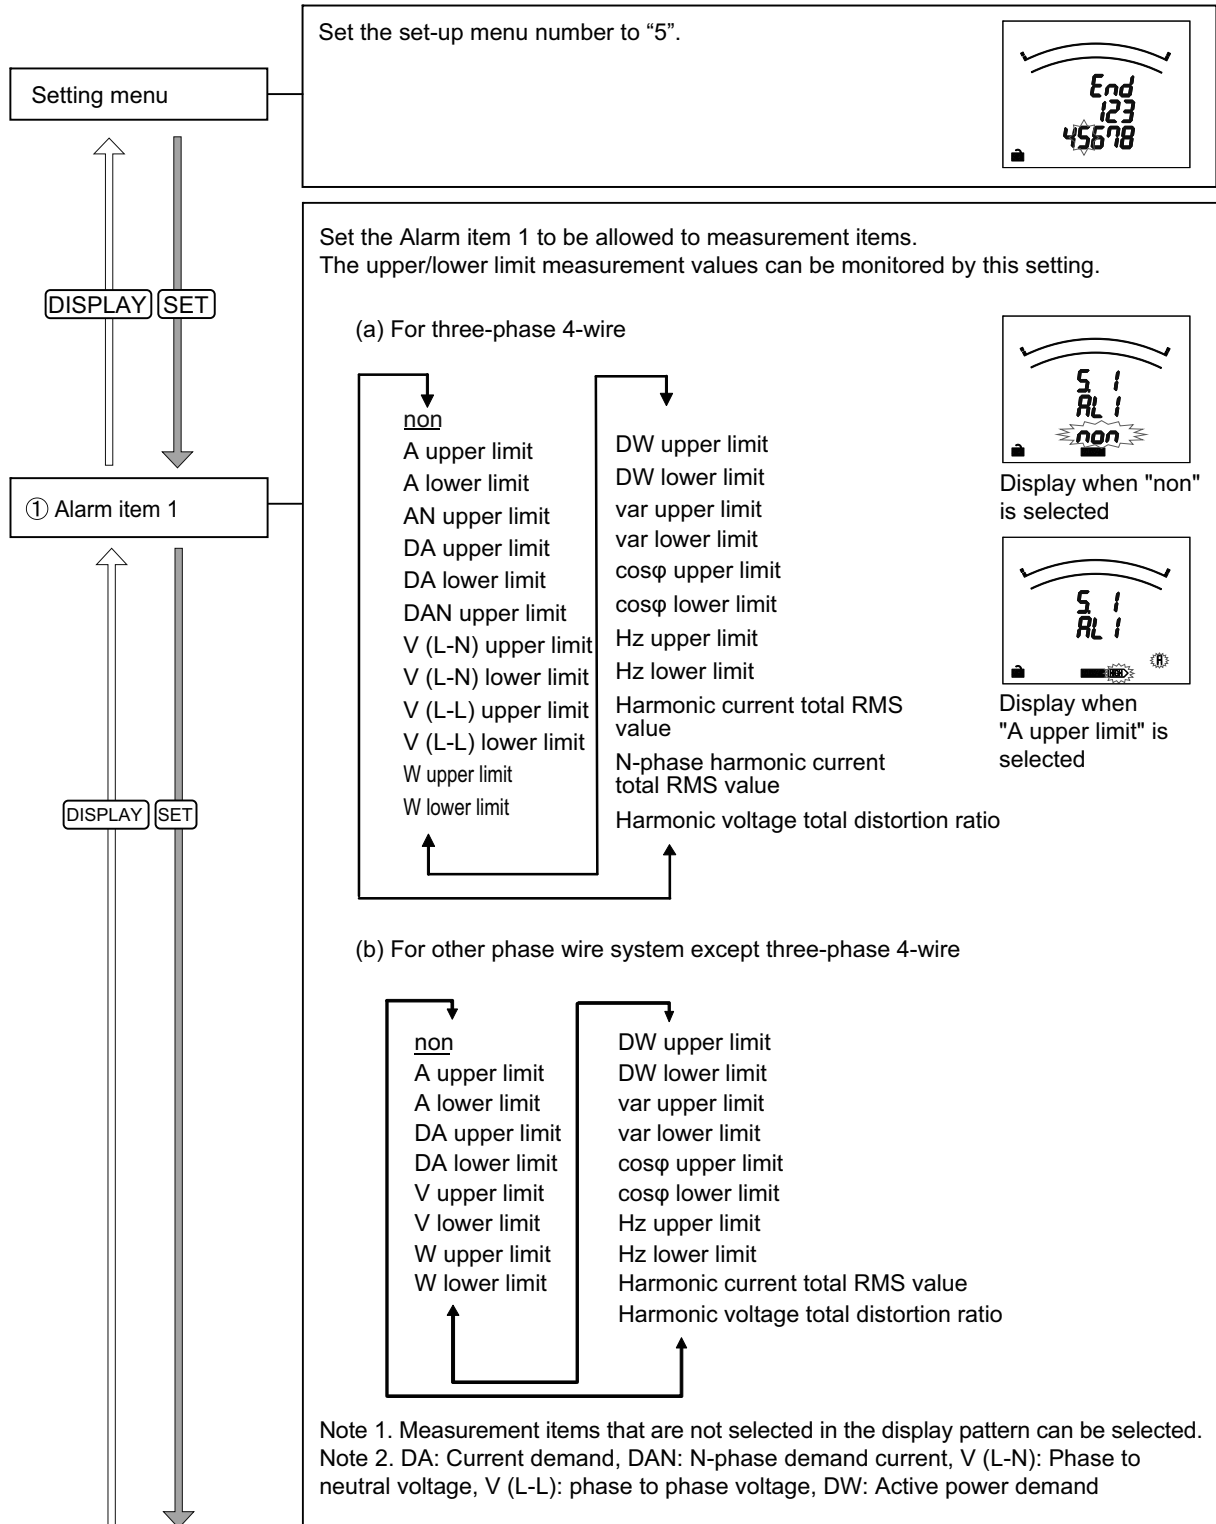 Set the set-up menu number to “5”.
End
123
45678
Setting menu
DISPLAY SET
Set the Alarm item 1 to be allowed to measurement items.
The upper/lower limit measurement values can be monitored by this setting.
(a) For three-phase 4-wire
non
A upper limit
A lower limit
AN upper limit
DA upper limit
DA lower limit
DAN upper limit
V (L-N) upper limit
V (L-N) lower limit
V (L-L) upper limit
V (L-L) lower limit
W upper limit
W lower limit
DW upper limit
DW lower limit
var upper limit
var lower limit
cosφ upper limit
cosφ lower limit
Hz upper limit
Hz lower limit
Harmonic current total RMS
value
N-phase harmonic current
total RMS value
Harmonic voltage total distortion ratio
S. 1
AL1
non
Display when "non"
is selected
S. 1
AL1
A
Display when
"A upper limit" is
selected
① Alarm item 1
DISPLAY SET
(b) For other phase wire system except three-phase 4-wire
non
A upper limit
A lower limit
DA upper limit
DA lower limit
V upper limit
V lower limit
W upper limit
W lower limit
DW upper limit
DW lower limit
var upper limit
var lower limit
cosφ upper limit
cosφ lower limit
Hz upper limit
Hz lower limit
Harmonic current total RMS value
Harmonic voltage total distortion ratio
Note 1. Measurement items that are not selected in the display pattern can be selected.
Note 2. DA: Current demand, DAN: N-phase demand current, V (L-N): Phase to
neutral voltage, V (L-L): phase to phase voltage, DW: Active power demand